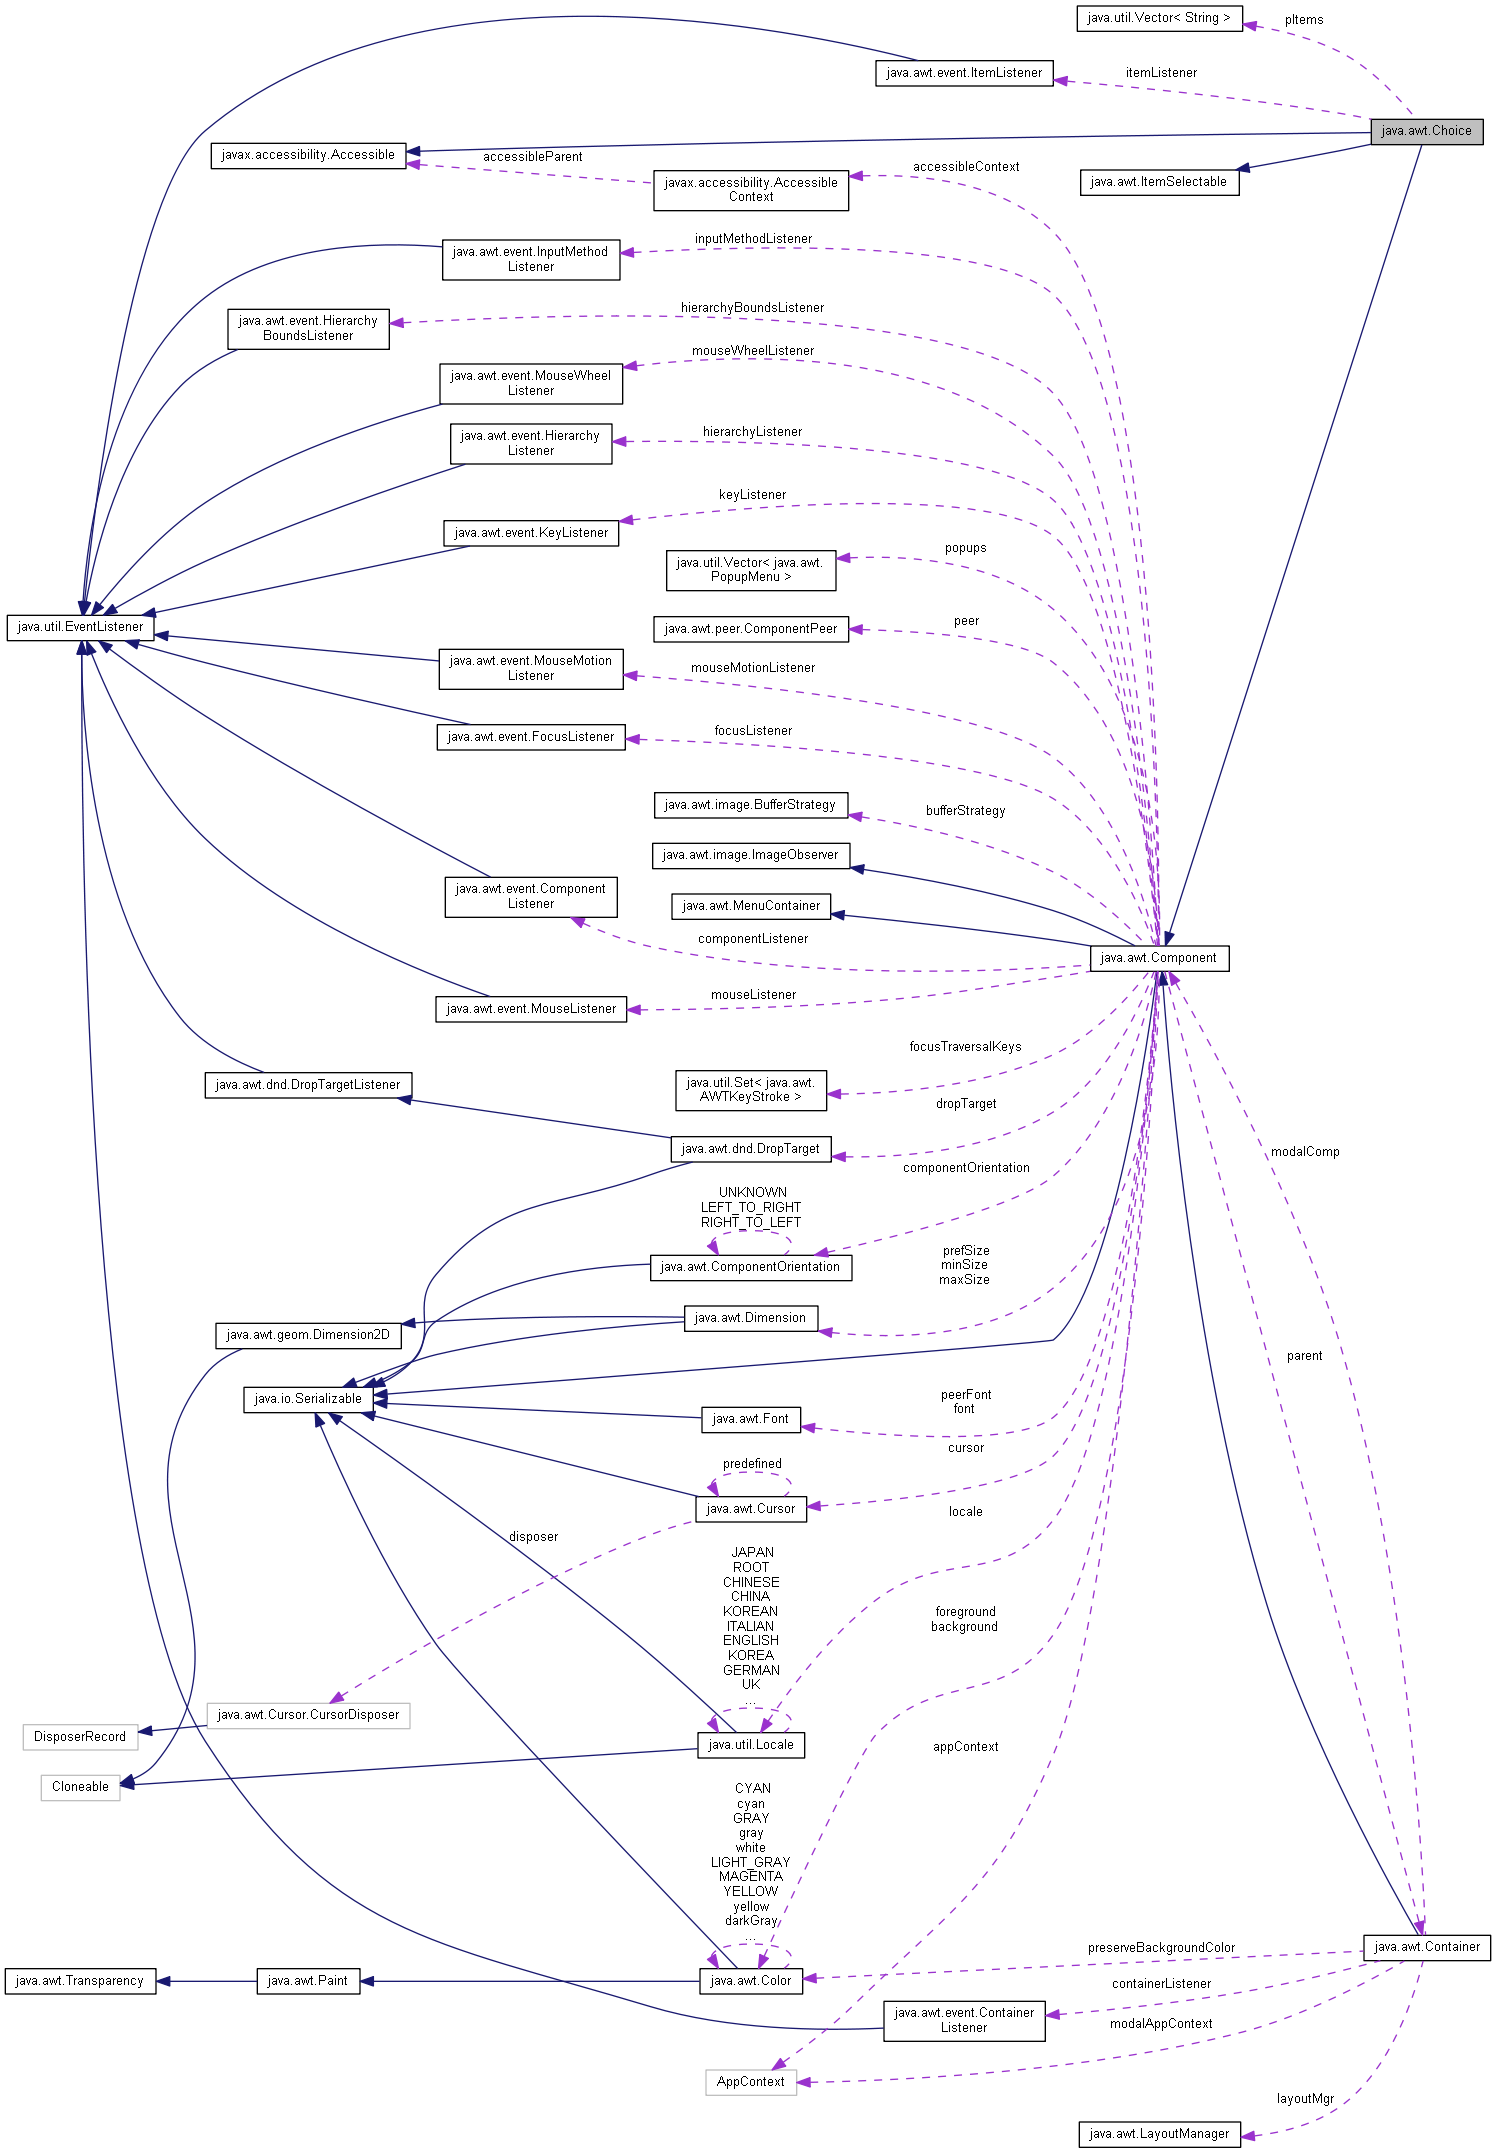 java.util.Vector< String >
pItems
java.awt.event.ItemListener
itemListener
java.awt.Choice
javax.accessibility.Accessible
accessibleParent
javax.accessibility.Accessible
Context
accessibleContext
java.awt.ItemSelectable
java.awt.event.InputMethod
Listener
inputMethodListener
java.awt.event.Hierarchy
BoundsListener
hierarchyBoundsListener
java.awt.event.MouseWheel
Listener
mouseWheelListener
java.awt.event.Hierarchy
Listener
hierarchyListener
keyListener
java.awt.event.KeyListener
popups
java.util.Vector< java.awt.
PopupMenu >
java.util.EventListener
java.awt.peer.ComponentPeer
peer
java.awt.event.MouseMotion
Listener
mouseMotionListener
java.awt.event.FocusListener
focusListener
java.awt.image.BufferStrategy
bufferStrategy
java.awt.image.ImageObserver
java.awt.event.Component
Listener
java.awt.MenuContainer
componentListener
java.awt.Component
java.awt.event.MouseListener
mouseListener
focusTraversalKeys
java.awt.dnd.DropTargetListener
java.util.Set< java.awt.
AWTKeyStroke >
dropTarget
java.awt.dnd.DropTarget
modalComp
componentOrientation
UNKNOWN
LEFT_TO_RIGHT
RIGHT_TO_LEFT
java.awt.ComponentOrientation
prefSize
minSize
maxSize
java.awt.geom.Dimension2D
java.awt.Dimension
parent
java.io.Serializable
java.awt.Font
peerFont
font
cursor
predefined
java.awt.Cursor
locale
disposer
JAPAN
ROOT
CHINESE
CHINA
KOREAN
ITALIAN
ENGLISH
KOREA
GERMAN
UK
...
foreground
background
java.awt.Cursor.CursorDisposer
DisposerRecord
java.util.Locale
appContext
Cloneable
CYAN
cyan
GRAY
gray
white
LIGHT_GRAY
MAGENTA
YELLOW
yellow
darkGray
...
java.awt.Container
preserveBackgroundColor
java.awt.Transparency
java.awt.Paint
java.awt.Color
containerListener
java.awt.event.Container
Listener
modalAppContext
AppContext
layoutMgr
java.awt.LayoutManager